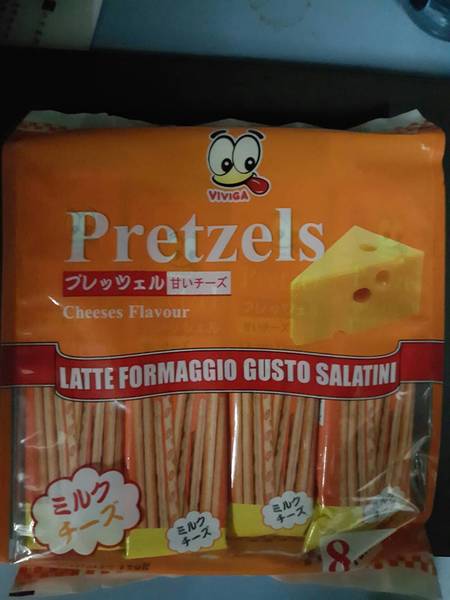 VIVIGA
Pretzels
プレッツェル 甘いチーズ
Cheeses Flavour
LATTE FORMAGGIO GUSTO SALATINI
ミルク
チーズ
ミルク
チーズ
ミルク
チーズ
8